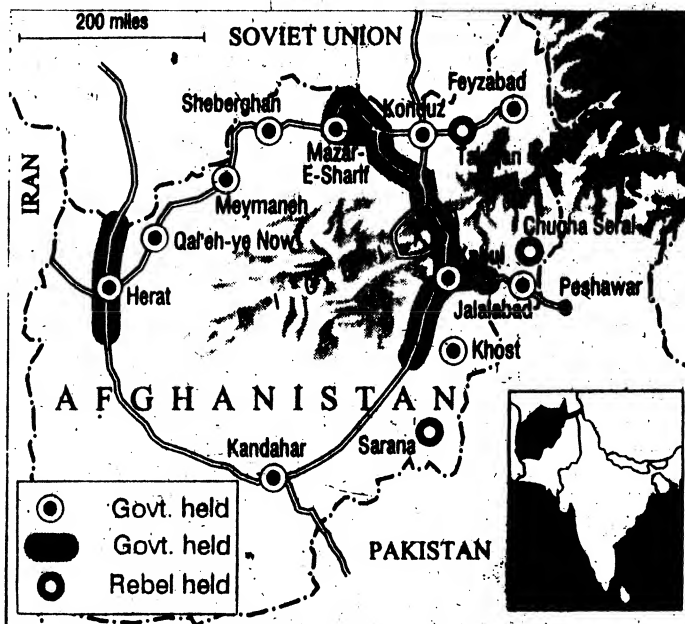 200 miles
SOVIET UNION
Feyzabad
Sheberghan
Konduz
Mazar-
E-Sharif
IRAN
Meymaneh
Qal'eh-ye Now
Chugha Serai
Herat
Jalalabad
Peshawar
Khost
AFGHANISTAN
Kandahar
Sarana
Govt. held
Govt. held
Rebel held
PAKISTAN